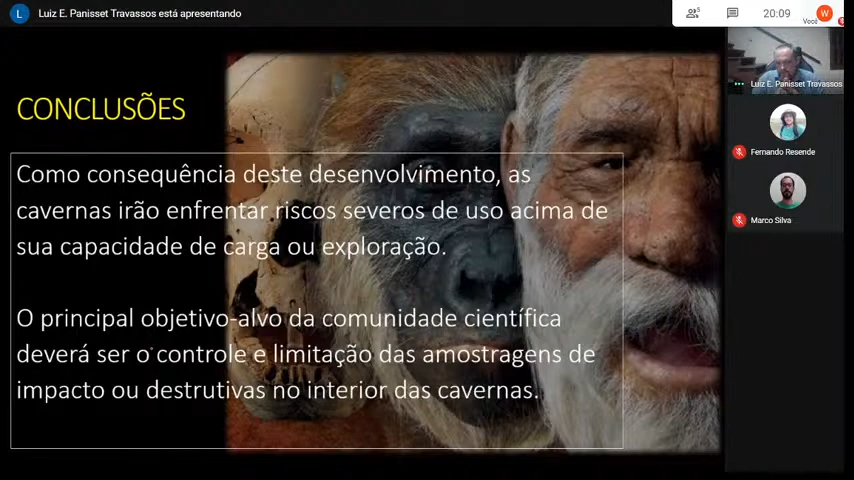 L Luiz E. Panisset Travassos está apresentando
6
20:09
W
Você
CONCLUSÕES
Como consequência deste desenvolvimento, as
cavernas irão enfrentar riscos severos de uso acima de
sua capacidade de carga ou exploração.
O principal objetivo-alvo da comunidade científica
deverá ser o controle e limitação das amostragens de
impacto ou destrutivas no interior das cavernas.
Luiz E. Panisset Travassos
Fernando Resende
Marco Silva